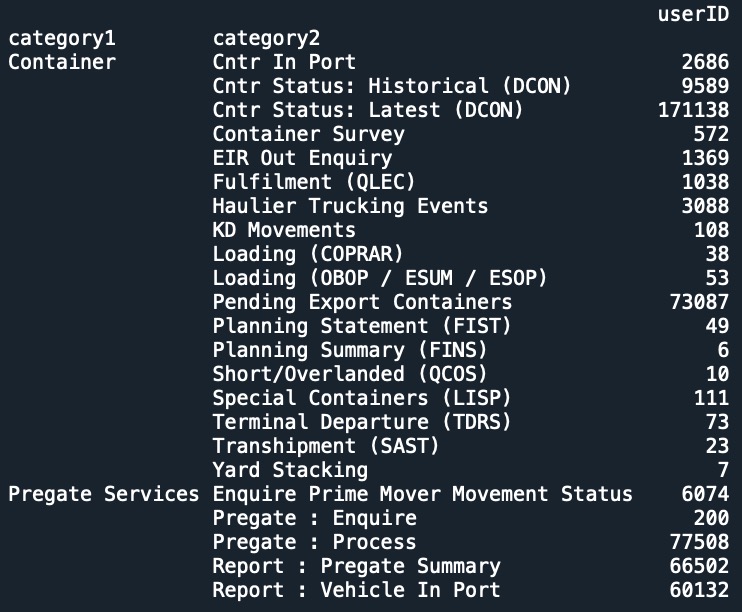 userID
category1 category2
Container Cntr In Port 2686
Cntr Status: Historical (DCON) 9589
Cntr Status: Latest (DCON) 171138
Container Survey 572
EIR Out Enquiry 1369
Fulfilment (QLEC) 1038
Haulier Trucking Events 3088
KD Movements 108
Loading (COPRAR) 38
Loading (OBOP / ESUM / ESOP) 53
Pending Export Containers 73087
Planning Statement (FIST) 49
Planning Summary (FINS) 6
Short/Overlanded (QCOS) 10
Special Containers (LISP) 111
Terminal Departure (TDRS) 73
Transhipment (SAST) 23
Yard Stacking 7
Pregate Services Enquire Prime Mover Movement Status 6074
Pregate : Enquire 200
Pregate : Process 77508
Report : Pregate Summary 66502
Report : Vehicle In Port 60132